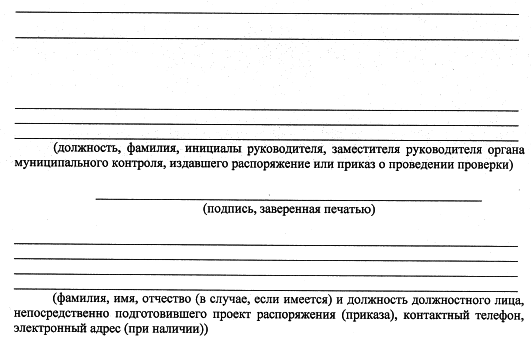 (должность, фамилия, инициалы руководителя, заместителя руководителя органа
муниципального контроля, издавшего распоряжение или приказ о проведении проверки)
(подпись, заверенная печатью)
(фамилия, имя, отчество (в случае, если имеется) и должность должностного лица,
непосредственно подготовившего проект распоряжения (приказа), контактный телефон,
электронный адрес (при наличии))